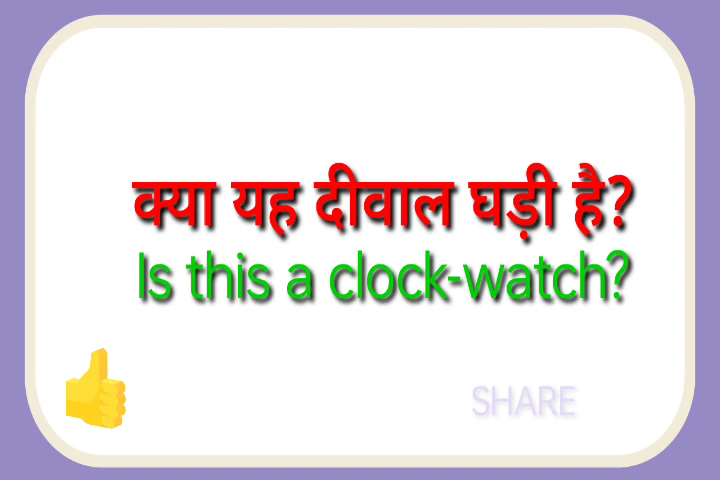 क्या यह दीवाल घड़ी है?
Is this a clock-watch?
SHARE